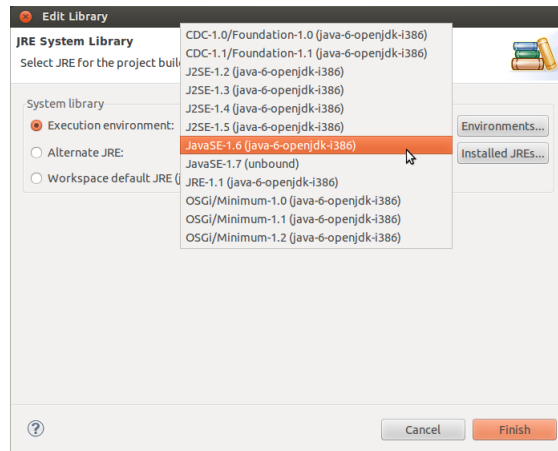 Edit Library
JRE System Library
Select JRE for the project buil
System library
Execution environment:
Alternate JRE:
Workspace default JRE (j
CDC-1.0/Foundation-1.0 (java-6-openjdk-i386)
CDC-1.1/Foundation-1.1 (java-6-openjdk-i386)
J2SE-1.2 (java-6-openjdk-i386)
J2SE-1.3 (java-6-openjdk-i386)
J2SE-1.4 (java-6-openjdk-i386)
J2SE-1.5 (java-6-openjdk-i386)
JavaSE-1.6 (java-6-openjdk-i386)
JavaSE-1.7 (unbound)
JRE-1.1 (java-6-openjdk-i386)
OSGi/Minimum-1.0 (java-6-openjdk-i386)
OSGi/Minimum-1.1 (java-6-openjdk-i386)
OSGi/Minimum-1.2 (java-6-openjdk-i386)
Environments...
Installed JREs...
?
Cancel
Finish